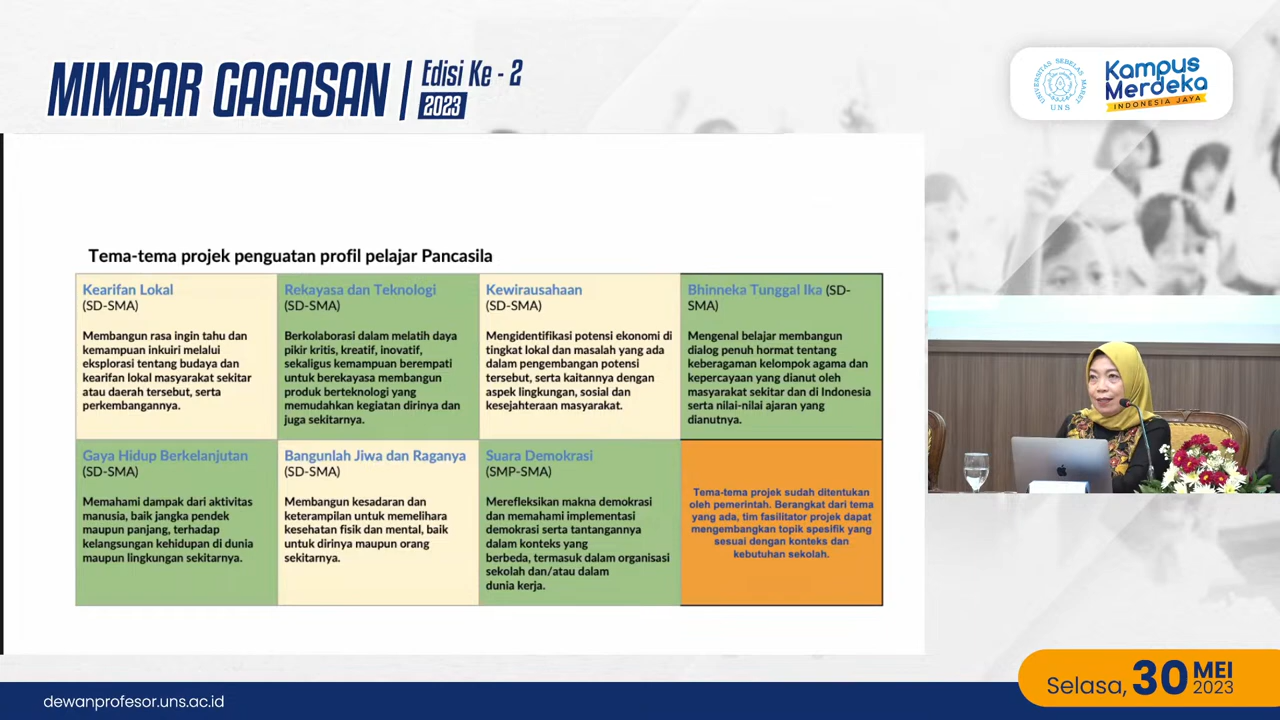 MIMBAR GAGASAN
Edisi Ke - 2
2023
UNIVERSITAS SEBELAS MARET
UNS
Kampus
Merdeka
INDONESIA JAYA
Tema-tema projek penguatan profil pelajar Pancasila
Kearifan Lokal
(SD-SMA)
Membangun rasa ingin tahu dan
kemampuan inkuiri melalui
eksplorasi tentang budaya dan
kearifan lokal masyarakat sekitar
atau daerah tersebut, serta
perkembangannya.
Rekayasa dan Teknologi
(SD-SMA)
Berkolaborasi dalam melatih daya
pikir kritis, kreatif, inovatif,
sekaligus kemampuan berempati
untuk berekayasa membangun
produk berteknologi yang
memudahkan kegiatan dirinya dan
juga sekitarnya.
Kewirausahaan
(SD-SMA)
Mengidentifikasi potensi ekonomi di
tingkat lokal dan masalah yang ada
dalam pengembangan potensi
tersebut, serta kaitannya dengan
aspek lingkungan, sosial dan
kesejahteraan masyarakat.
Bhinneka Tunggal Ika (SD-
SMA)
Mengenal belajar membangun
dialog penuh hormat tentang
keberagaman kelompok agama dan
kepercayaan yang dianut oleh
masyarakat sekitar dan di Indonesia
serta nilai-nilai ajaran yang
dianutnya.
Gaya Hidup Berkelanjutan
(SD-SMA)
Memahami dampak dari aktivitas
manusia, baik jangka pendek
maupun panjang, terhadap
kelangsungan kehidupan di dunia
maupun lingkungan sekitarnya.
Bangunlah Jiwa dan Raganya
(SD-SMA)
Membangun kesadaran dan
keterampilan untuk memelihara
kesehatan fisik dan mental, baik
untuk dirinya maupun orang
sekitarnya.
Suara Demokrasi
(SMP-SMA)
Merefleksikan makna demokrasi
dan memahami implementasi
demokrasi serta tantangannya
dalam konteks yang
berbeda, termasuk dalam organisasi
sekolah dan/atau dalam
dunia kerja.
Tema-tema projek sudah ditentukan
oleh pemerintah. Berangkat dari tema
yang ada, tim fasilitator projek dapat
mengembangkan topik spesifik yang
sesuai dengan konteks dan
kebutuhan sekolah.
Selasa, 30 MEI
2023
dewanprofesor.uns.ac.id